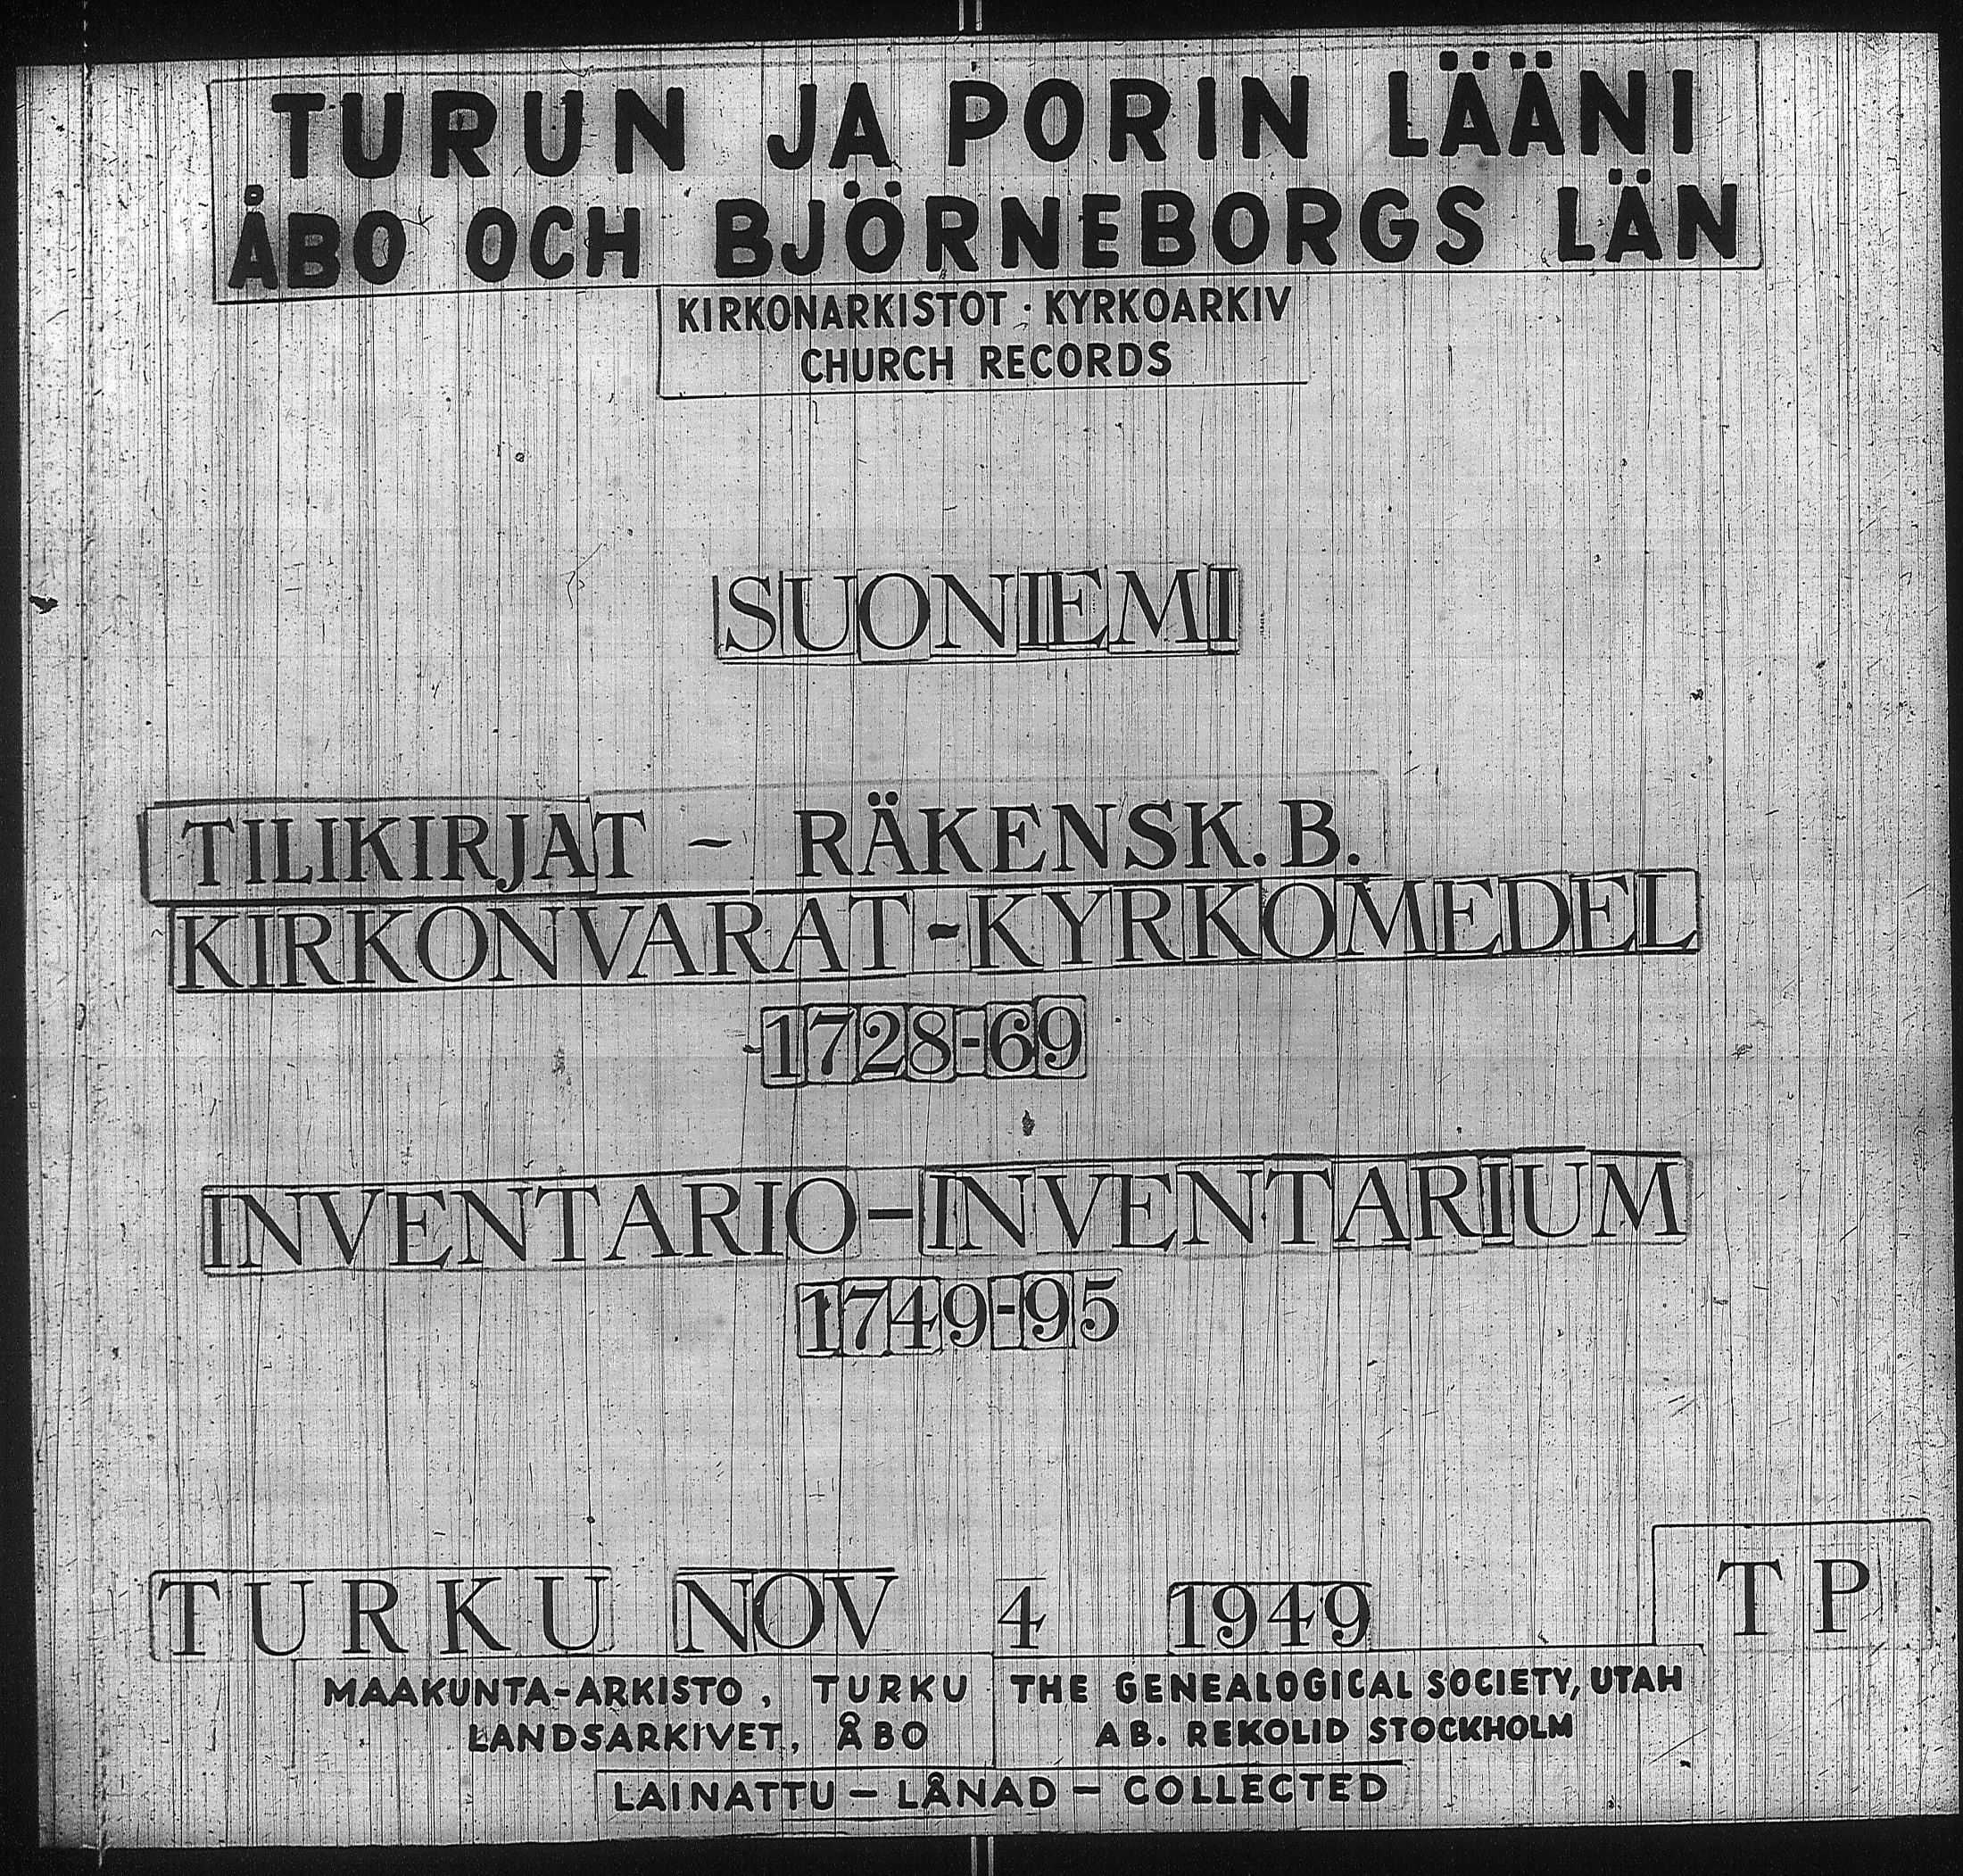 TURUN JA PORIN LÄÄNI
ÅBO OCH BJÖRNEBORGS LÄN
KIRKONARKISTOT · KYRKOARKIV
CHURCH RECORDS
SUONIEMI
TILIKIRJAT - RÄKENSK. B.
KIRKONVARAT-KYRKOMEDEL
1728-69
INVENTARIO-INVENTARIUM
1749-95
TURKU NOV 4 1949 TP
MAAKUNTA-ARKISTO, TURKU
LANDSARKIVET, ÅBO
THE GENEALOGICAL SOCIETY, UTAH
AB. REKOLID STOCKHOLM
LAINATTU - LÅNAD - COLLECTED